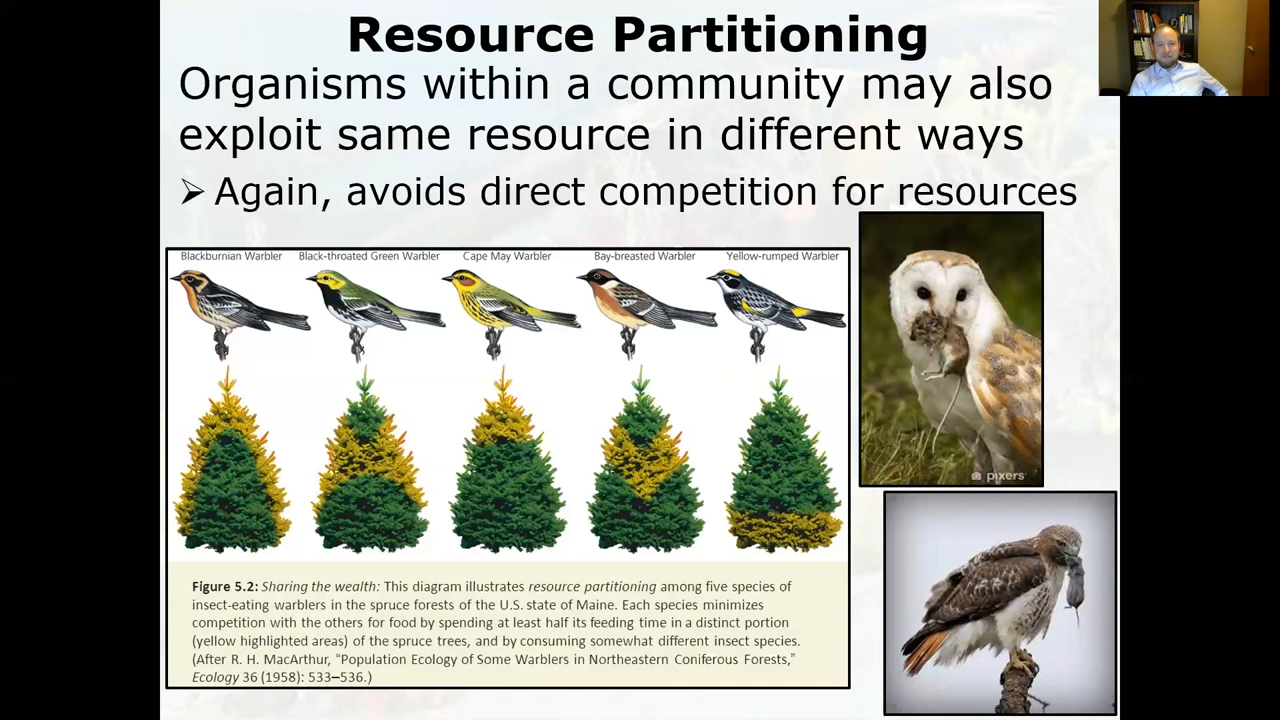 Resource Partitioning
Organisms within a community may also
exploit same resource in different ways
➢ Again, avoids direct competition for resources
Blackburnian Warbler
Black-throated Green Warbler
Cape May Warbler
Bay-breasted Warbler
Yellow-rumped Warbler
Figure 5.2: Sharing the wealth: This diagram illustrates resource partitioning among five species of
insect-eating warblers in the spruce forests of the U.S. state of Maine. Each species minimizes
competition with the others for food by spending at least half its feeding time in a distinct portion
(yellow highlighted areas) of the spruce trees, and by consuming somewhat different insect species.
(After R. H. MacArthur, “Population Ecology of Some Warblers in Northeastern Coniferous Forests,”
Ecology 36 (1958): 533–536.)
pixers